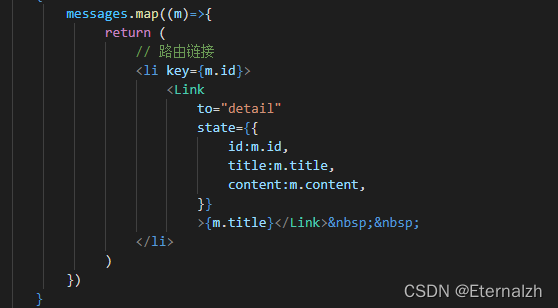 messages.map((m)=>{
return (
// 路由链接
<li key={m.id}>
<Link
to="detail"
state={{
id:m.id,
title:m.title,
content:m.content,
}}
>{m.title}</Link>&nbsp;&nbsp;
</li>
)
})
}
CSDN @Eternalzh